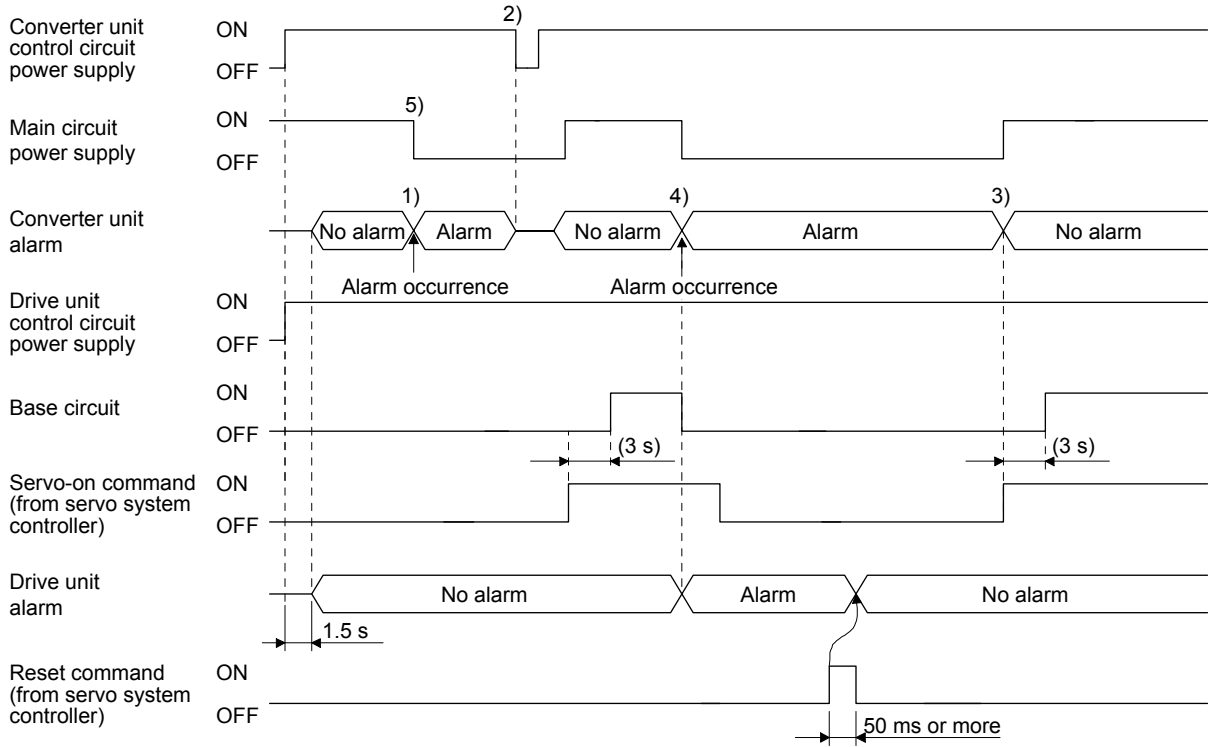 Converter unit
control circuit
power supply
ON
OFF
2)
Main circuit
power supply
ON
OFF
5)
Converter unit
alarm
No alarm
1)
Alarm
No alarm
4)
Alarm
3)
No alarm
Alarm occurrence
Alarm occurrence
Drive unit
control circuit
power supply
ON
OFF
Base circuit
ON
OFF
(3 s)
(3 s)
Servo-on command
(from servo system
controller)
ON
OFF
Drive unit
alarm
No alarm
Alarm
No alarm
1.5 s
Reset command
(from servo system
controller)
ON
OFF
50 ms or more